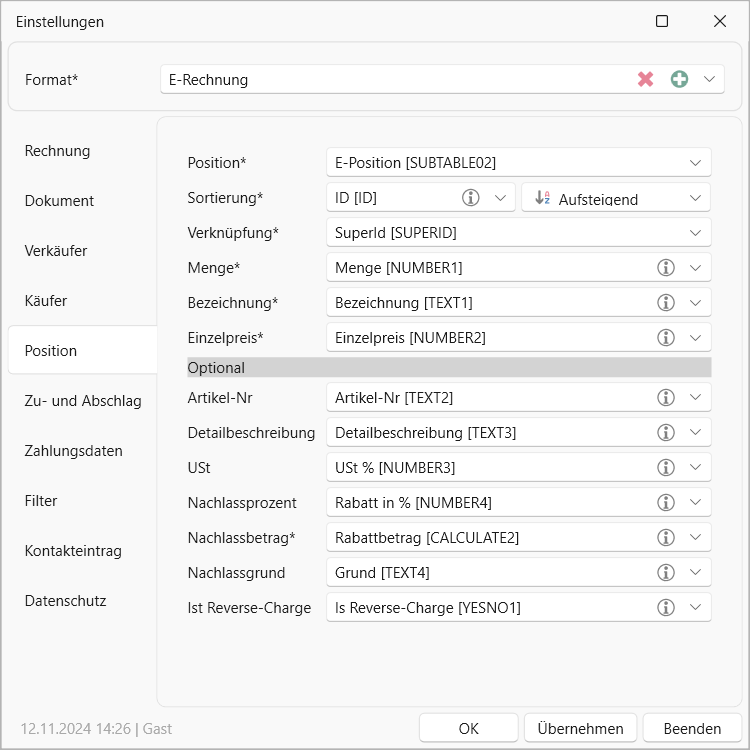 Einstellungen
Format* E-Rechnung
Rechnung
Dokument
Verkäufer
Käufer
Position
Zu- und Abschlag
Zahlungsdaten
Filter
Kontakteintrag
Datenschutz
Position* E-Position [SUBTABLE02]
Sortierung* ID [ID] Aufsteigend
Verknüpfung* SuperId [SUPERID]
Menge* Menge [NUMBER1]
Bezeichnung* Bezeichnung [TEXT1]
Einzelpreis* Einzelpreis [NUMBER2]
Optional
Artikel-Nr Artikel-Nr [TEXT2]
Detailbeschreibung Detailbeschreibung [TEXT3]
USt USt % [NUMBER3]
Nachlassprozent Rabatt in % [NUMBER4]
Nachlassbetrag* Rabattbetrag [CALCULATE2]
Nachlassgrund Grund [TEXT4]
Ist Reverse-Charge Is Reverse-Charge [YESNO1]
12.11.2024 14:26 | Gast
OK Übernehmen Beenden